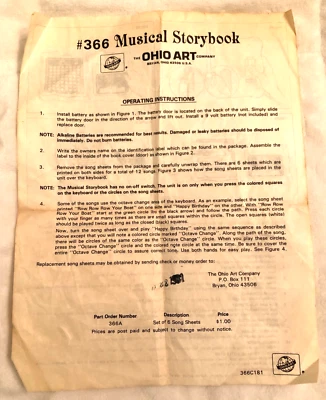 #366 Musical Storybook
THE OHIO ART COMPANY
BRYAN, OHIO 43506 U.S.A.
OPERATING INSTRUCTIONS
1. Install battery as shown in Figure 1. The battery door is located on the back of the unit. Simply slide
the battery door in the direction of the arrow and lift out. Install a 9 volt battery (not included) and
replace door.
NOTE: Alkaline Batteries are recommended for best results. Damaged or leaky batteries should be disposed of
immediately. Do not burn batteries.
2. Write the owners name on the identification label which can be found in the package. Assemble the
label to the inside of the book cover (door) as shown in Figure 2.
3. Remove the song sheets from the package and carefully unwrap them. There are 6 sheets which are
printed on both sides for a total of 12 songs. Figure 3 shows how the song sheets are placed in the
unit over the keyboard.
NOTE: The Musical Storybook has no on-off switch. The unit is on only when you press the colored squares
on the keyboard or the circles on the song sheets.
Some of the songs use the octave range area of the keyboard. As an example, select the song sheet
printed "Row Row Row Your Boat" on one side and "Happy Birthday" on the other. With "Row Row
Row Your Boat" start at the green circle (to the black arrow) and follow the path. Press each circle
with your finger as many times as there are small squares within the circle. The open squares (white)
should be played twice as long as the closed (black) squares.
Now, turn the song sheet over and play "Happy Birthday" using the same sequence as described
above except that you will note a colored circle marked "Octave Change". Along the path of the song,
there will be circles of the same color as the "Octave Change" circle. When you play these circles,
press the "Octave Change" circle and the colored note circle at the same time. Be sure to cover the
entire "Octave Change" circle to assure correct tones. Use both hands for easy play. See Figure 4.
Replacement song sheets may be obtained by sending check or money order to:
The Ohio Art Company
P.O. Box 111
Bryan, Ohio 43506
Part Order Number Description Price
366A Set of 6 Song Sheets $1.00
Prices are post paid and subject to change without notice.
366C181